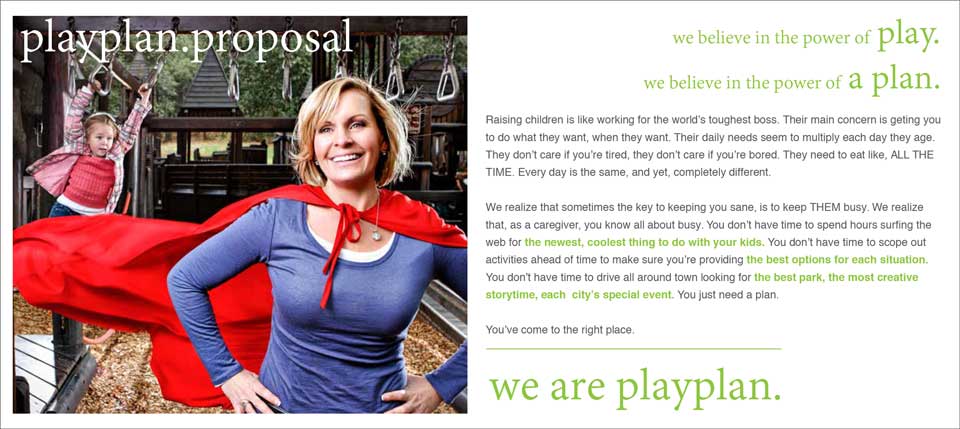 playplan.proposal
we believe in the power of play.
we believe in the power of a plan.
Raising children is like working for the world's toughest boss. Their main concern is geting you
to do what they want, when they want. Their daily needs seem to multiply each day they age.
They don't care if you're tired, they don't care if you're bored. They need to eat like, ALL THE
TIME. Every day is the same, and yet, completely different.
We realize that sometimes the key to keeping you sane, is to keep THEM busy. We realize
that, as a caregiver, you know all about busy. You don't have time to spend hours surfing the
web for the newest, coolest thing to do with your kids. You don't have time to scope out
activities ahead of time to make sure you're providing the best options for each situation.
You don't have time to drive all around town looking for the best park, the most creative
storytime, each  city's special event. You just need a plan.
You've come to the right place.
we are playplan.